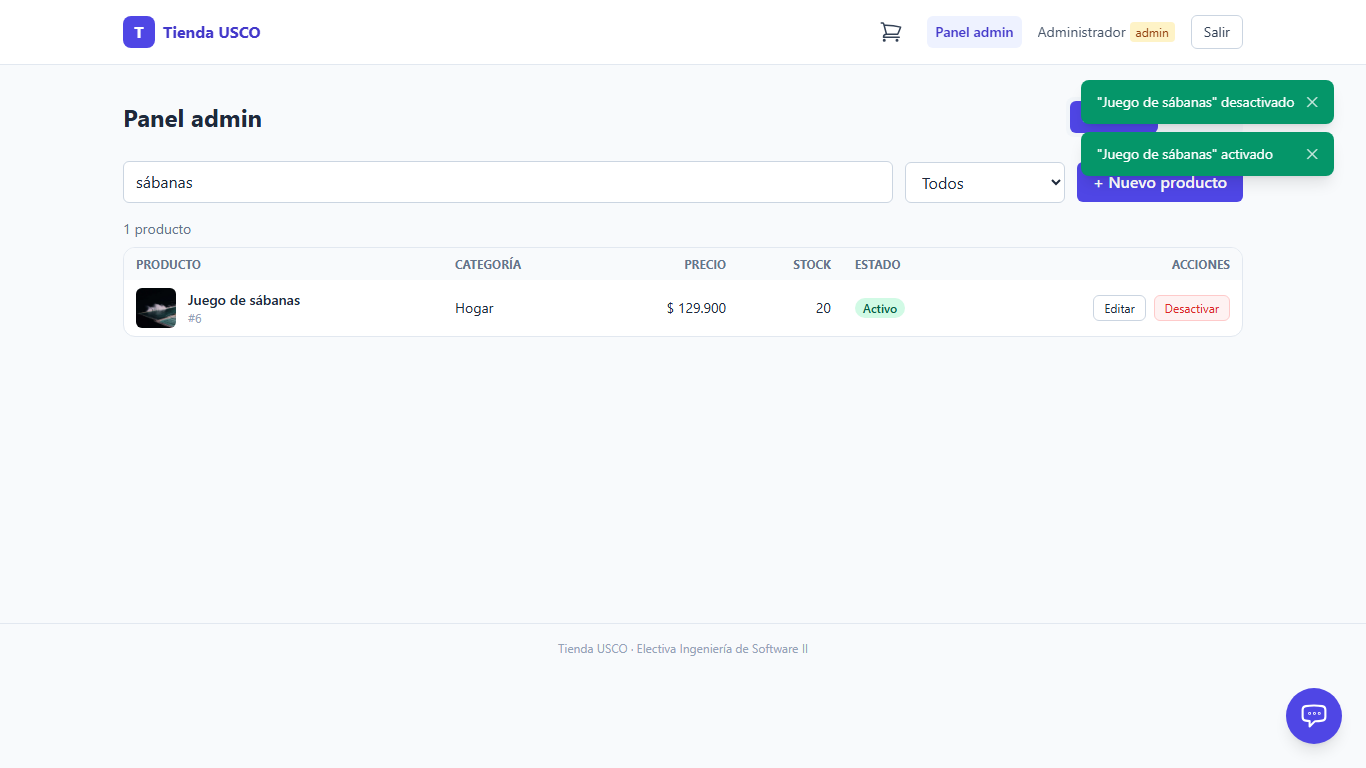 T Tienda USCO
Panel admin
Administrador admin
Salir
"Juego de sábanas" desactivado
"Juego de sábanas" activado
Panel admin
sábanas
Todos
+ Nuevo producto
1 producto
PRODUCTO CATEGORÍA PRECIO STOCK ESTADO ACCIONES
Juego de sábanas
#6
Hogar $ 129.900 20 Activo Editar Desactivar
Tienda USCO · Electiva Ingeniería de Software II